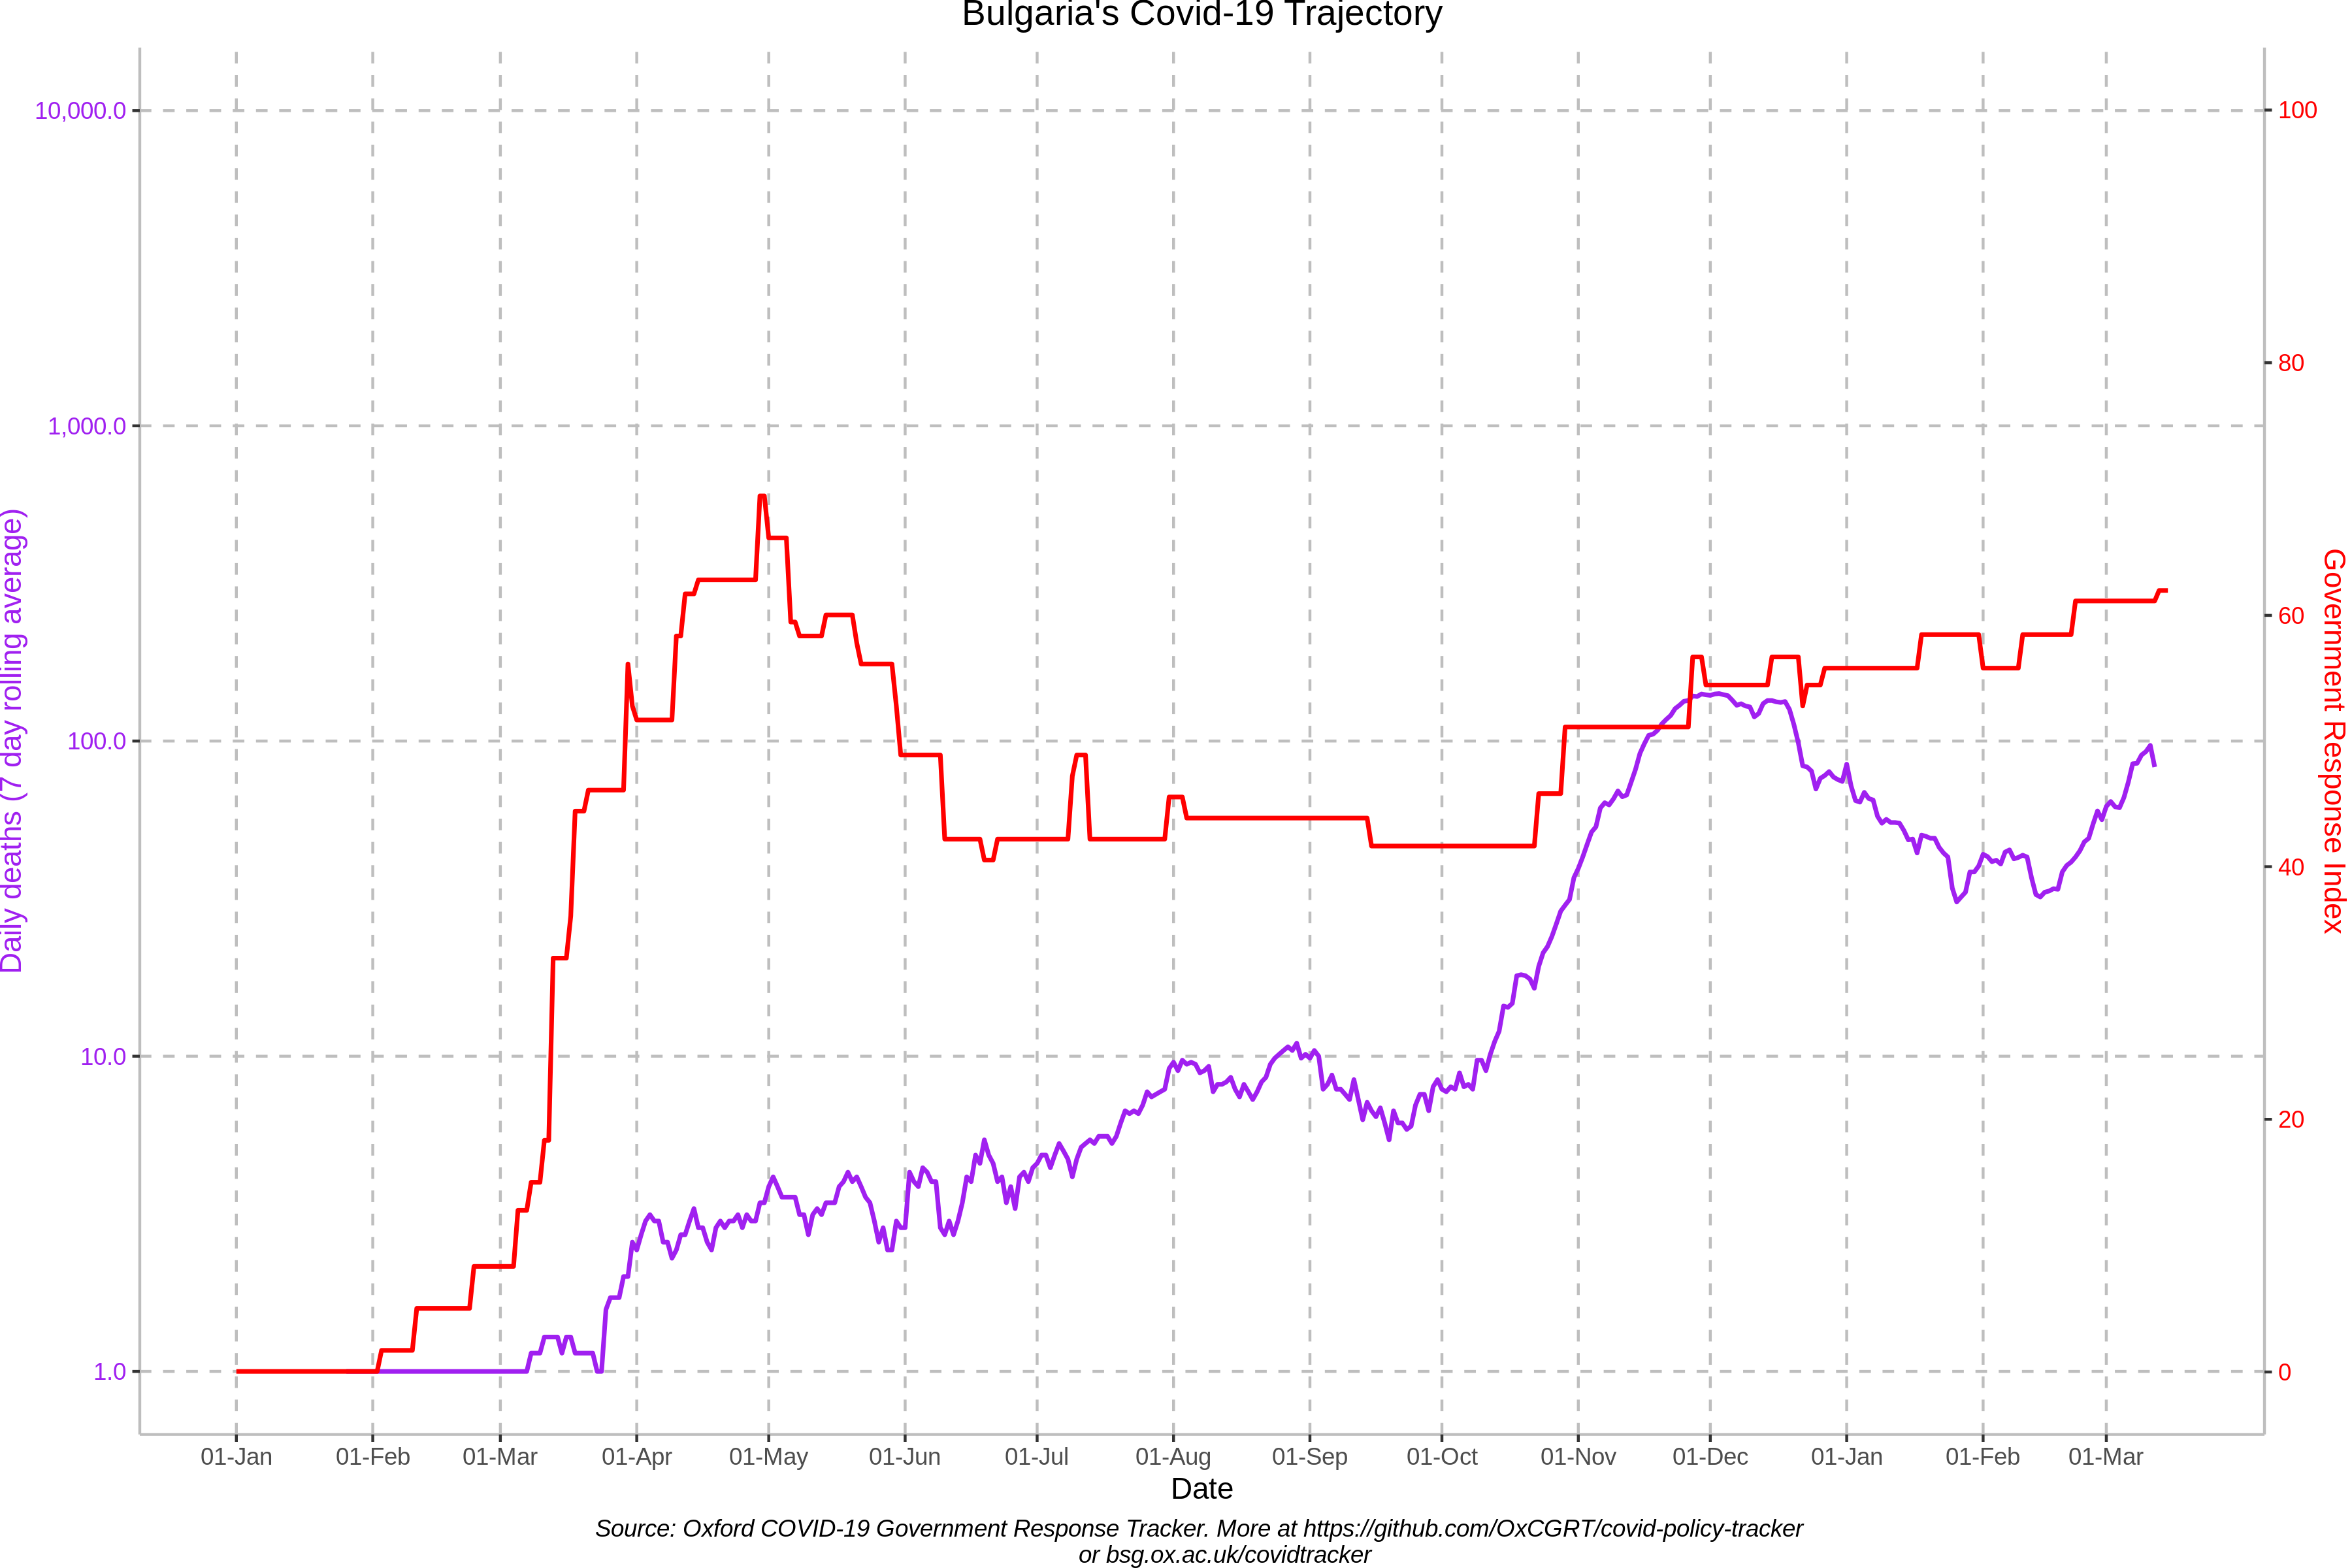 Bulgaria's Covid-19 Trajectory
10,000.0
1,000.0
100.0
10.0
1.0
Daily deaths (7 day rolling average)
100
80
60
40
20
0
Government Response Index
01-Jan 01-Feb 01-Mar 01-Apr 01-May 01-Jun 01-Jul 01-Aug 01-Sep 01-Oct 01-Nov 01-Dec 01-Jan 01-Feb 01-Mar
Date
Source: Oxford COVID-19 Government Response Tracker. More at https://github.com/OxCGRT/covid-policy-tracker
or bsg.ox.ac.uk/covidtracker